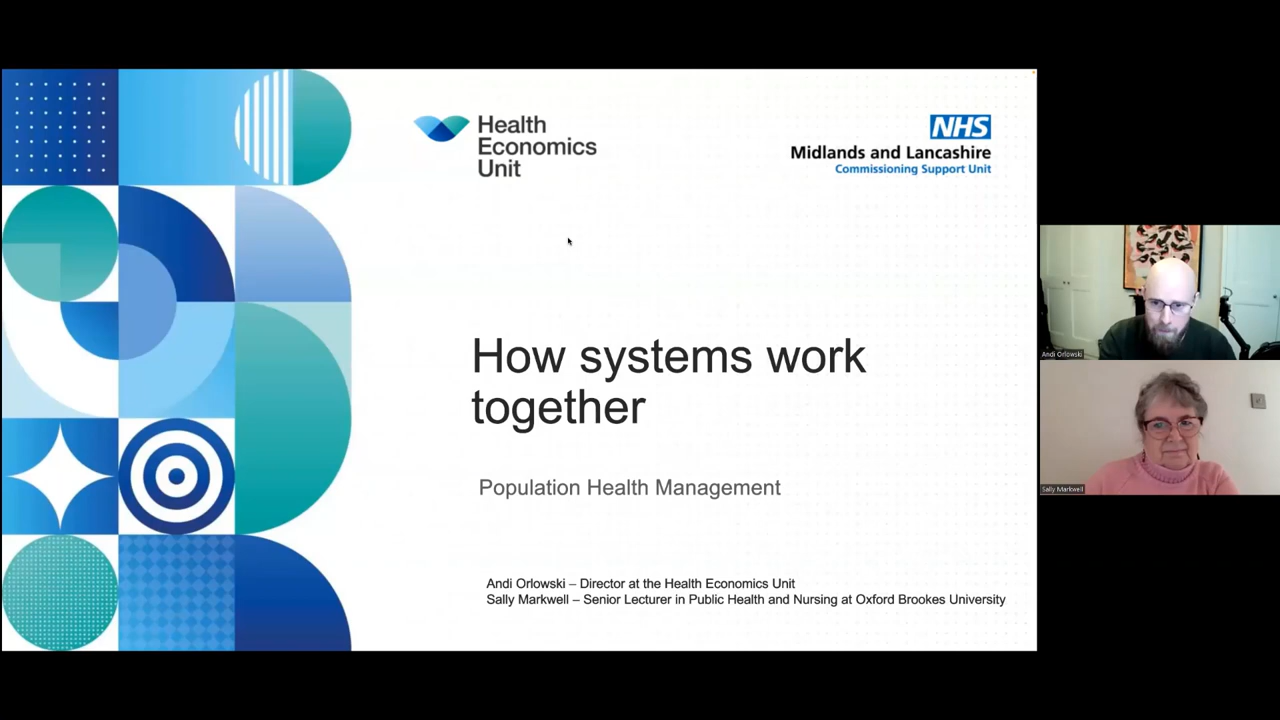 Health
Economics
Unit
NHS
Midlands and Lancashire
Commissioning Support Unit
How systems work
together
Population Health Management
Andi Orlowski – Director at the Health Economics Unit
Sally Markwell – Senior Lecturer in Public Health and Nursing at Oxford Brookes University
Andi Orlowski
Sally Markwell